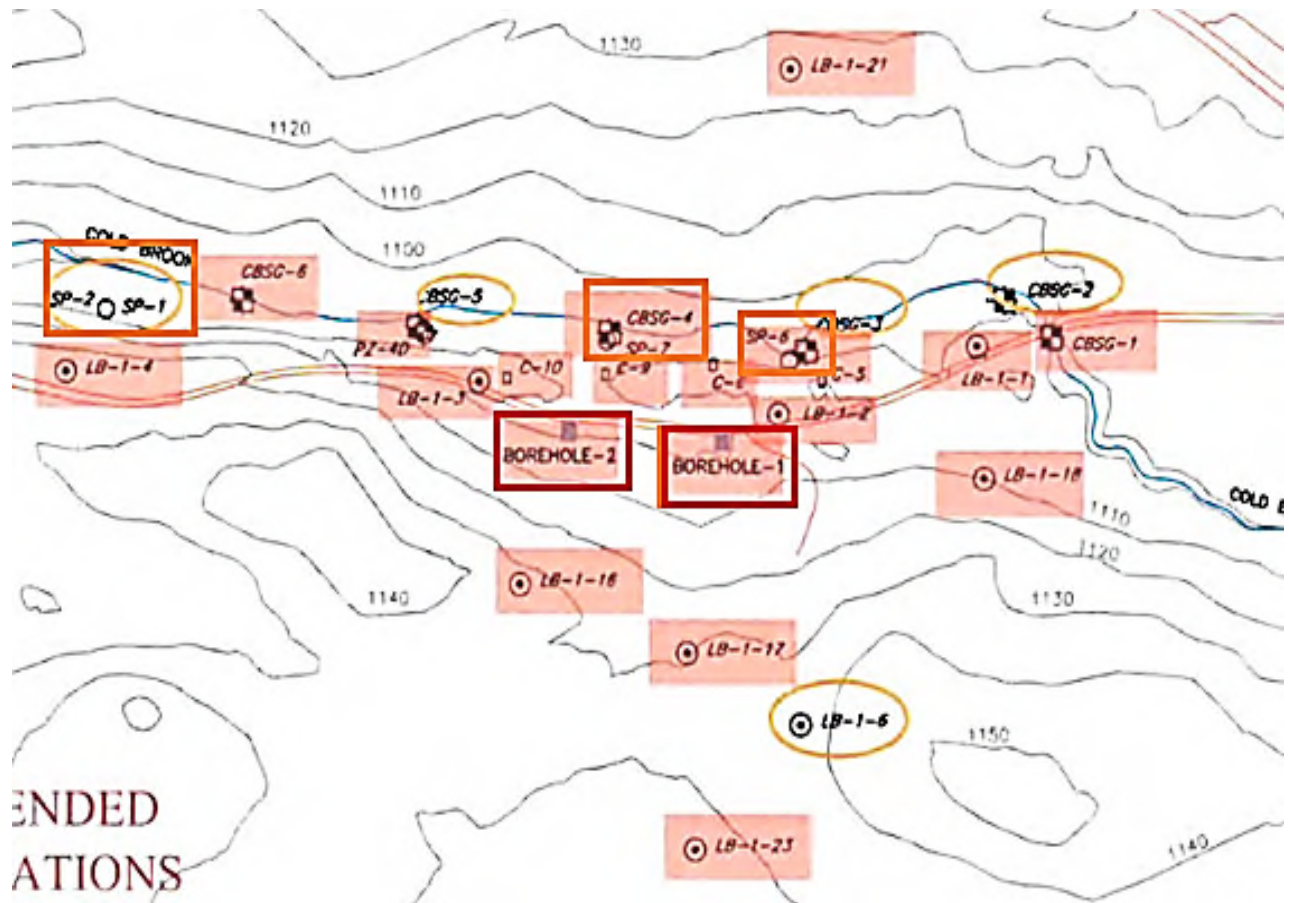 1130
LB-1-21
1120
1110
1100
COLD BROOK
CBSG-6
CBSG-5
CBSG-2
SP-2
SP-1
CBSG-4
CBSG-3
SP-6
SP-7
CBSG-1
PZ-4D
LB-1-4
C-10
C-9
C-6
C-5
LB-1-1
LB-1-3
LB-1-2
BOREHOLE-2
BOREHOLE-1
LB-1-18
COLD B
1110
1120
LB-1-16
1140
1130
LB-1-17
LB-1-6
1150
ENDED
LB-1-23
1140
ATIONS